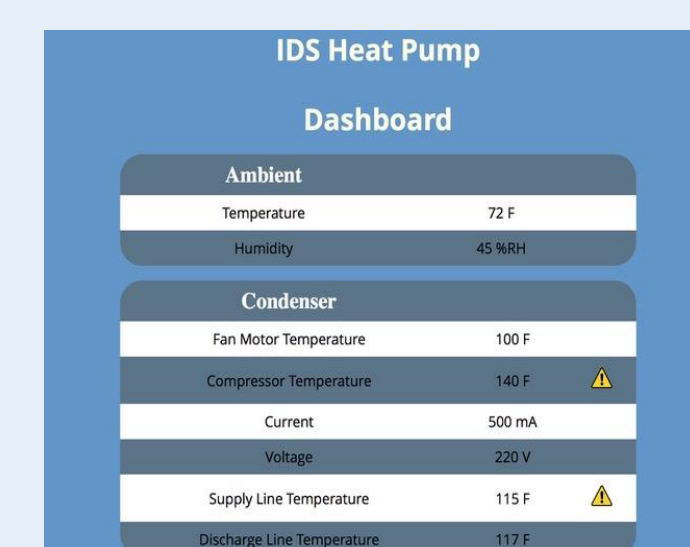 IDS Heat Pump
Dashboard
Ambient
Temperature 72 F
Humidity 45 %RH
Condenser
Fan Motor Temperature 100 F
Compressor Temperature 140 F
Current 500 mA
Voltage 220 V
Supply Line Temperature 115 F
Discharge Line Temperature 117 F